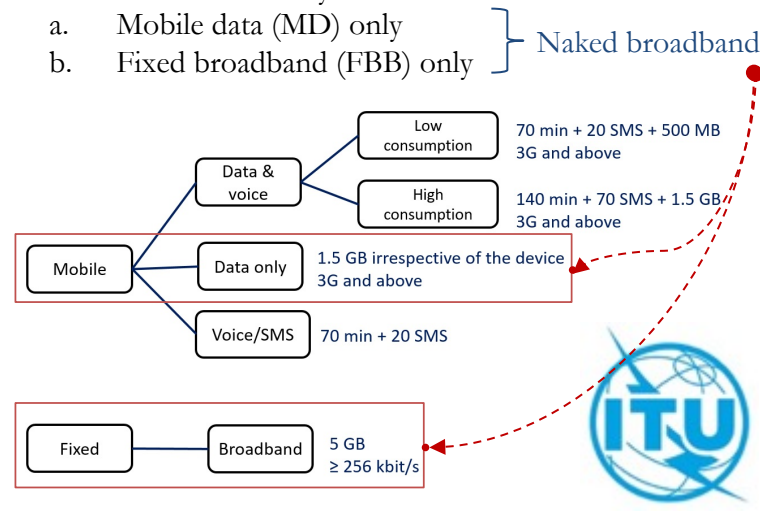 a. Mobile data (MD) only
b. Fixed broadband (FBB) only
Naked broadband
Low
consumption
70 min + 20 SMS + 500 MB
3G and above
Data &
voice
High
consumption
140 min + 70 SMS + 1.5 GB
3G and above
Mobile
Data only
1.5 GB irrespective of the device
3G and above
Voice/SMS
70 min + 20 SMS
Fixed
Broadband
5 GB
≥ 256 kbit/s
ITU